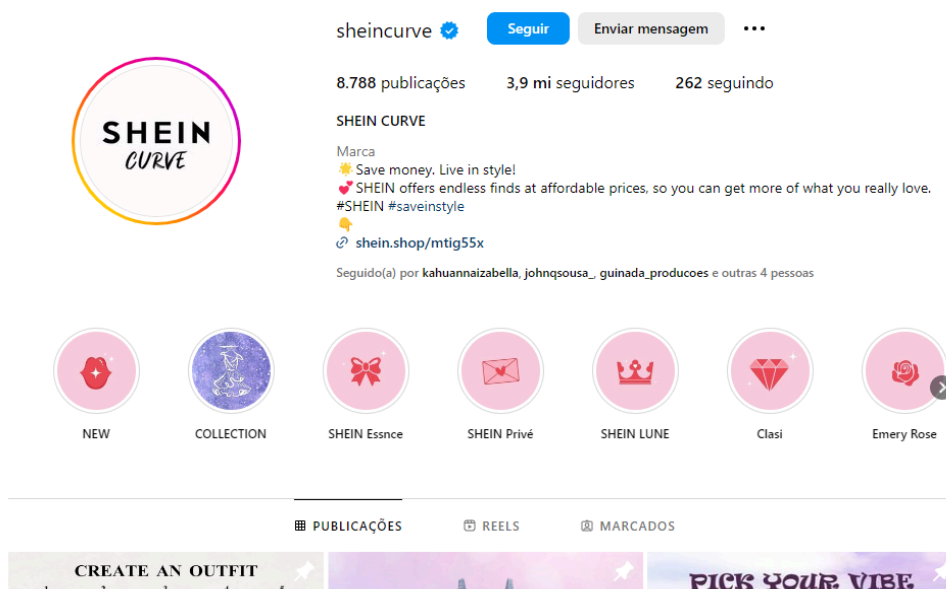 sheincurve
Seguir
Enviar mensagem
8.788 publicações
3,9 mi seguidores
262 seguindo
SHEIN
CURVE
SHEIN CURVE
Marca
🌟 Save money. Live in style!
💕 SHEIN offers endless finds at affordable prices, so you can get more of what you really love.
#SHEIN #saveinstyle
👇
shein.shop/mtig55x
Seguido(a) por kahuannaizabella, johnqsousa_, guinada_producoes e outras 4 pessoas
NEW
COLLECTION
SHEIN Essnce
SHEIN Privé
SHEIN LUNE
Clasi
Emery Rose
PUBLICAÇÕES
REELS
MARCADOS
CREATE AN OUTFIT
PICK YOUR VIBE